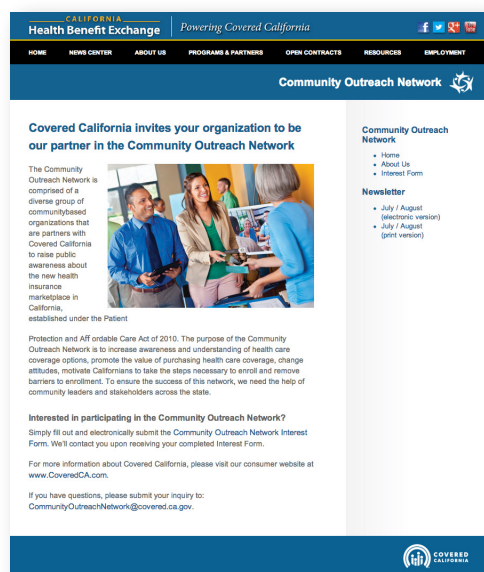 CALIFORNIA
Health Benefit Exchange
Powering Covered California
HOME NEWS CENTER ABOUT US PROGRAMS & PARTNERS OPEN CONTRACTS RESOURCES EMPLOYMENT
Community Outreach Network
Covered California invites your organization to be
our partner in the Community Outreach Network
The Community
Outreach Network is
comprised of a
diverse group of
communitybased
organizations that
are partners with
Covered California
to raise public
awareness about
the new health
insurance
marketplace in
California,
established under the Patient
Protection and Aff ordable Care Act of 2010. The purpose of the Community
Outreach Network is to increase awareness and understanding of health care
coverage options, promote the value of purchasing health care coverage, change
attitudes, motivate Californians to take the steps necessary to enroll and remove
barriers to enrollment. To ensure the success of this network, we need the help of
community leaders and stakeholders across the state.
Interested in participating in the Community Outreach Network?
Simply fill out and electronically submit the Community Outreach Network Interest
Form. We'll contact you upon receiving your completed Interest Form.
For more information about Covered California, please visit our consumer website at
www.CoveredCA.com.
If you have questions, please submit your inquiry to:
CommunityOutreachNetwork@covered.ca.gov.
Community Outreach
Network
• Home
• About Us
• Interest Form
Newsletter
• July / August
(electronic version)
• July / August
(print version)
COVERED
CALIFORNIA